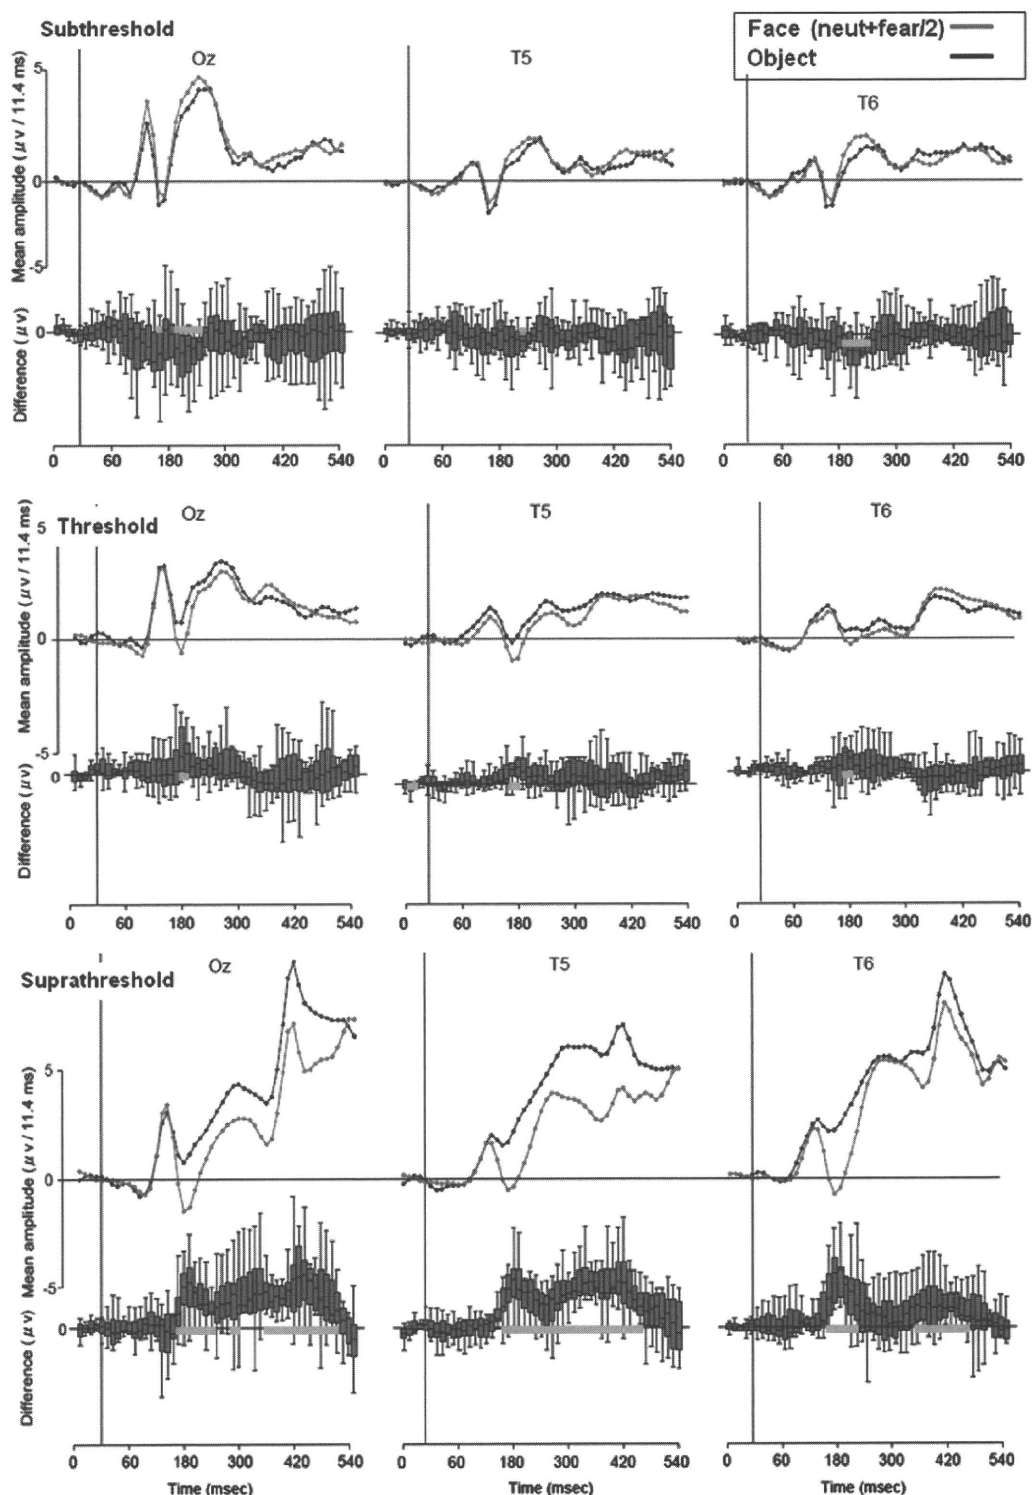 Subthreshold
Face (neut+fear/2)
Object
Oz
T5
T6
Mean amplitude (μv / 11.4 ms)
5
0
-5
Difference (μv)
0
0 60 180 300 420 540
0 60 180 300 420 540
0 60 180 300 420 540
Threshold
Oz
T5
T6
Mean amplitude (μv / 11.4 ms)
5
0
-5
Difference (μv)
0
0 60 180 300 420 540
0 60 180 300 420 540
0 60 180 300 420 540
Suprathreshold
Oz
T5
T6
Mean amplitude (μv / 11.4 ms)
5
0
-5
Difference (μv)
0
0 60 180 300 420 540
0 60 180 300 420 540
0 60 180 300 420 540
Time (msec)
Time (msec)
Time (msec)